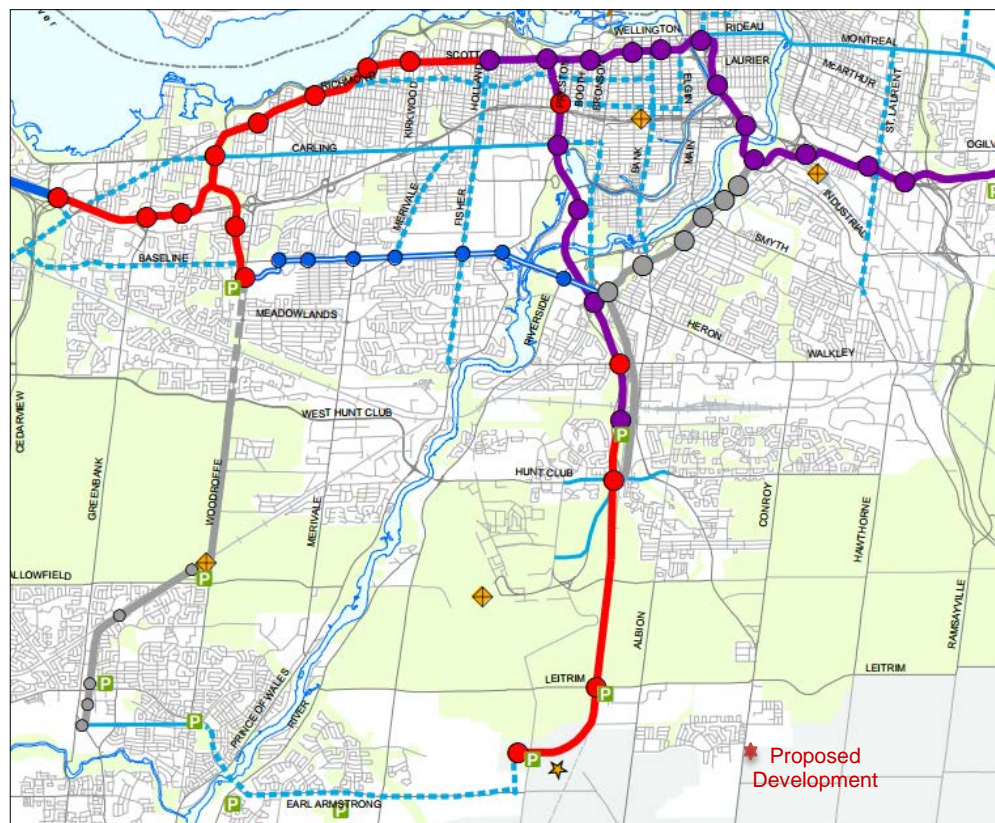 River
WELLINGTON
RIDEAU
MONTREAL
SCOTT
LAURIER
McARTHUR
RICHMOND
KIRKWOOD
HOLLAND
PRESTON
BOOTH
BRONSON
ELGIN
ST. LAURENT
CARLING
BANK
MAIN
OGILV
INDUSTRIAL
MERIVALE
FISHER
SMYTH
BASELINE
P
P
MEADOWLANDS
RIVERSIDE
HERON
WALKLEY
CEDARVIEW
WEST HUNT CLUB
P
GREENBANK
WOODROFFE
MERIVALE
HUNT CLUB
CONROY
HAWTHORNE
ALLOWFIELD
P
ALBION
RAMSAYVILLE
LEITRIM
LEITRIM
P
P
PRINCE OF WALES
RIVER
P
P
Proposed
Development
P
P
EARL ARMSTRONG